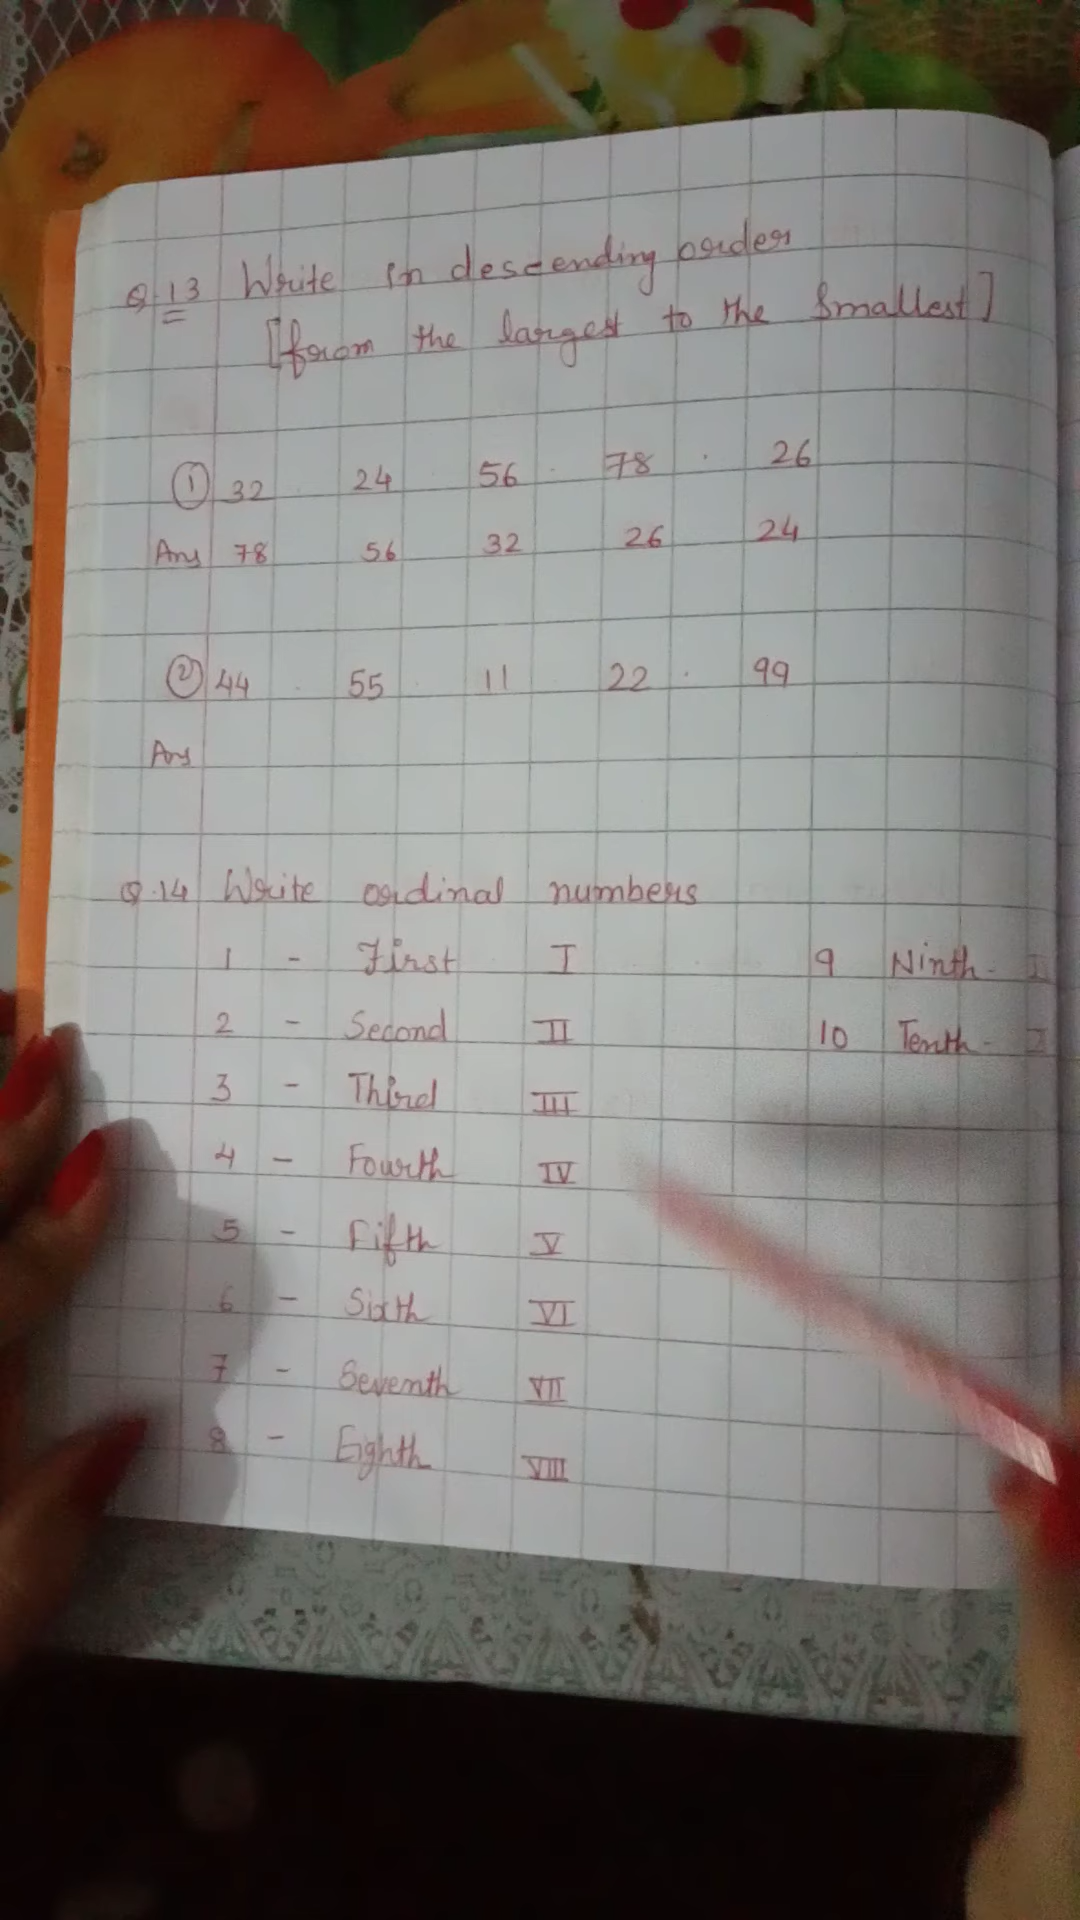 Q.13 Write in descending order
[from the largest to the Smallest]
① 32 24 56 78 26
Ans 78 56 32 26 24
② 44 55 11 22 99
Ans
Q.14 Write ordinal numbers
1 - First I
2 - Second II
3 - Third III
4 - Fourth IV
5 - Fifth V
6 - Sixth VI
7 - Seventh VII
8 - Eighth VIII
9 Ninth -
10 Tenth -